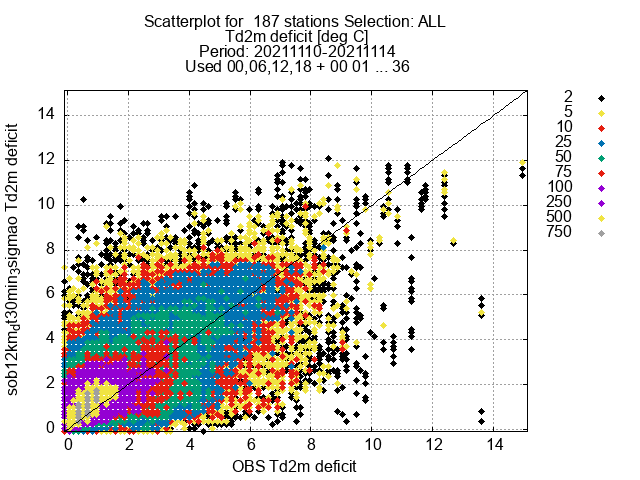 Scatterplot for 187 stations Selection: ALL
Td2m deficit [deg C]
Period: 20211110-20211114
Used 00,06,12,18 + 00 01 ... 36
sob12km_dt30min_3sigmao Td2m deficit
14
12
10
8
6
4
2
0
0 2 4 6 8 10 12 14
OBS Td2m deficit
2
5
10
25
50
75
100
250
500
750